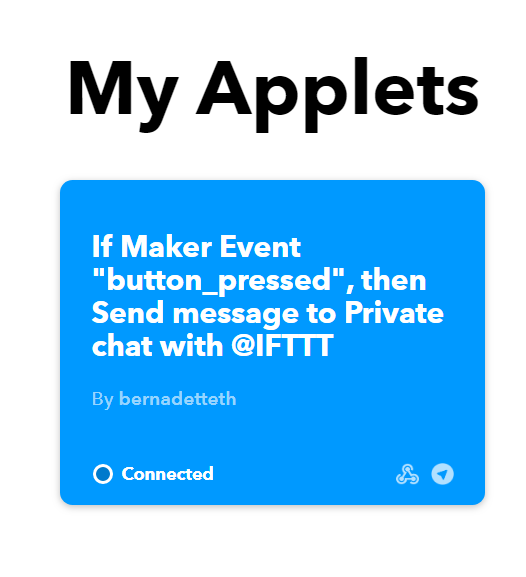 My Applets
If Maker Event
"button_pressed", then
Send message to Private
chat with @IFTTT
By bernadetteth
Connected